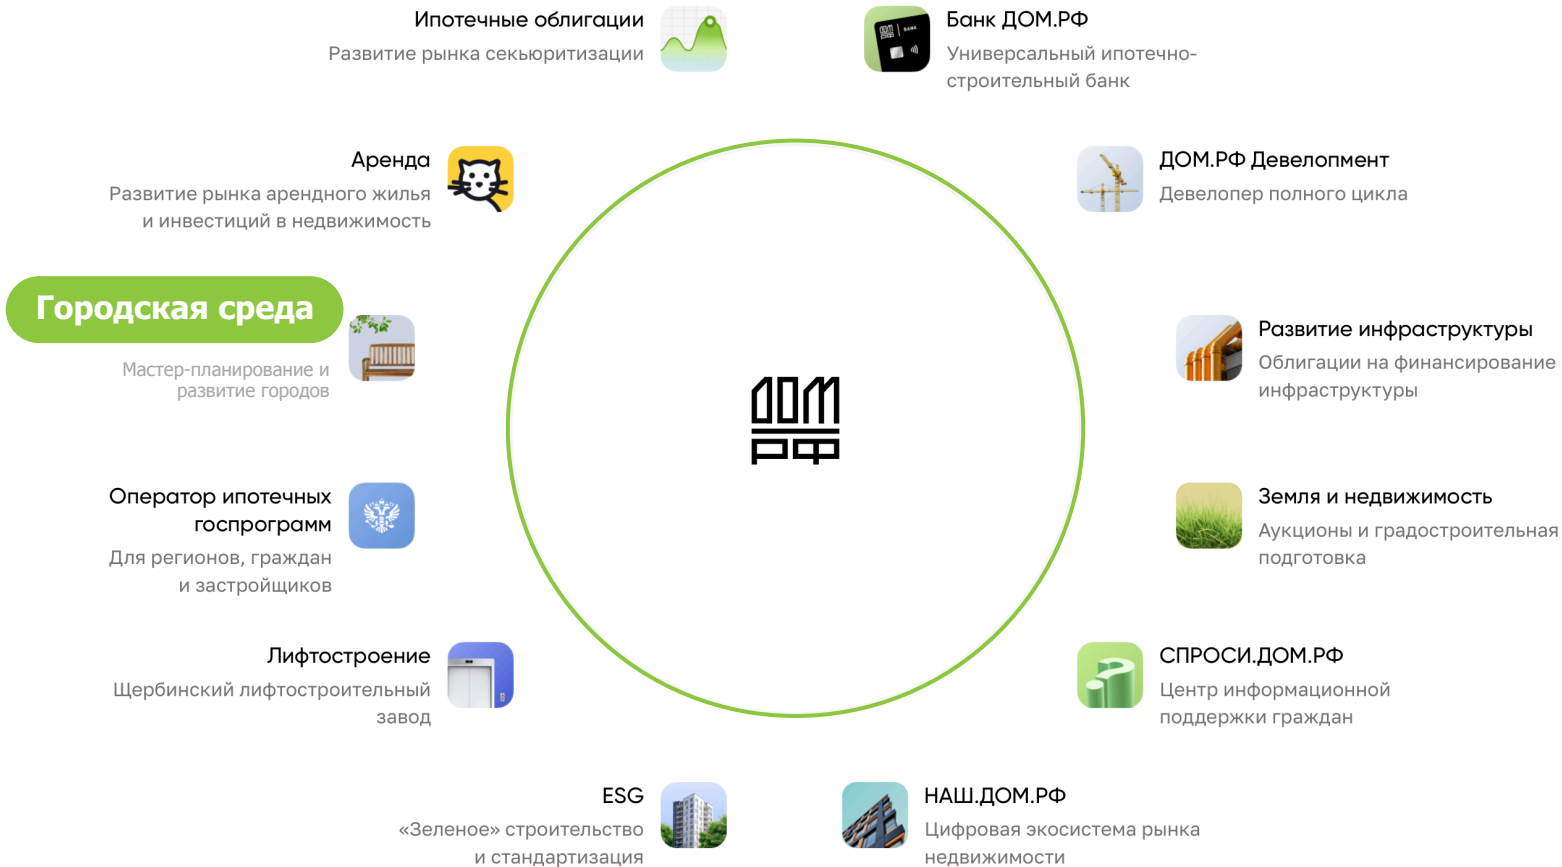 Ипотечные облигации
Развитие рынка секьюритизации
Банк ДОМ.РФ
Универсальный ипотечно-
строительный банк
Аренда
Развитие рынка арендного жилья
и инвестиций в недвижимость
ДОМ.РФ Девелопмент
Девелопер полного цикла
Городская среда
Мастер-планирование и
развитие городов
Развитие инфраструктуры
Облигации на финансирование
инфраструктуры
ДОМ
РФ
Оператор ипотечных
госпрограмм
Для регионов, граждан
и застройщиков
Земля и недвижимость
Аукционы и градостроительная
подготовка
Лифтостроение
Щербинский лифтостроительный
завод
СПРОСИ.ДОМ.РФ
Центр информационной
поддержки граждан
ESG
«Зеленое» строительство
и стандартизация
НАШ.ДОМ.РФ
Цифровая экосистема рынка
недвижимости